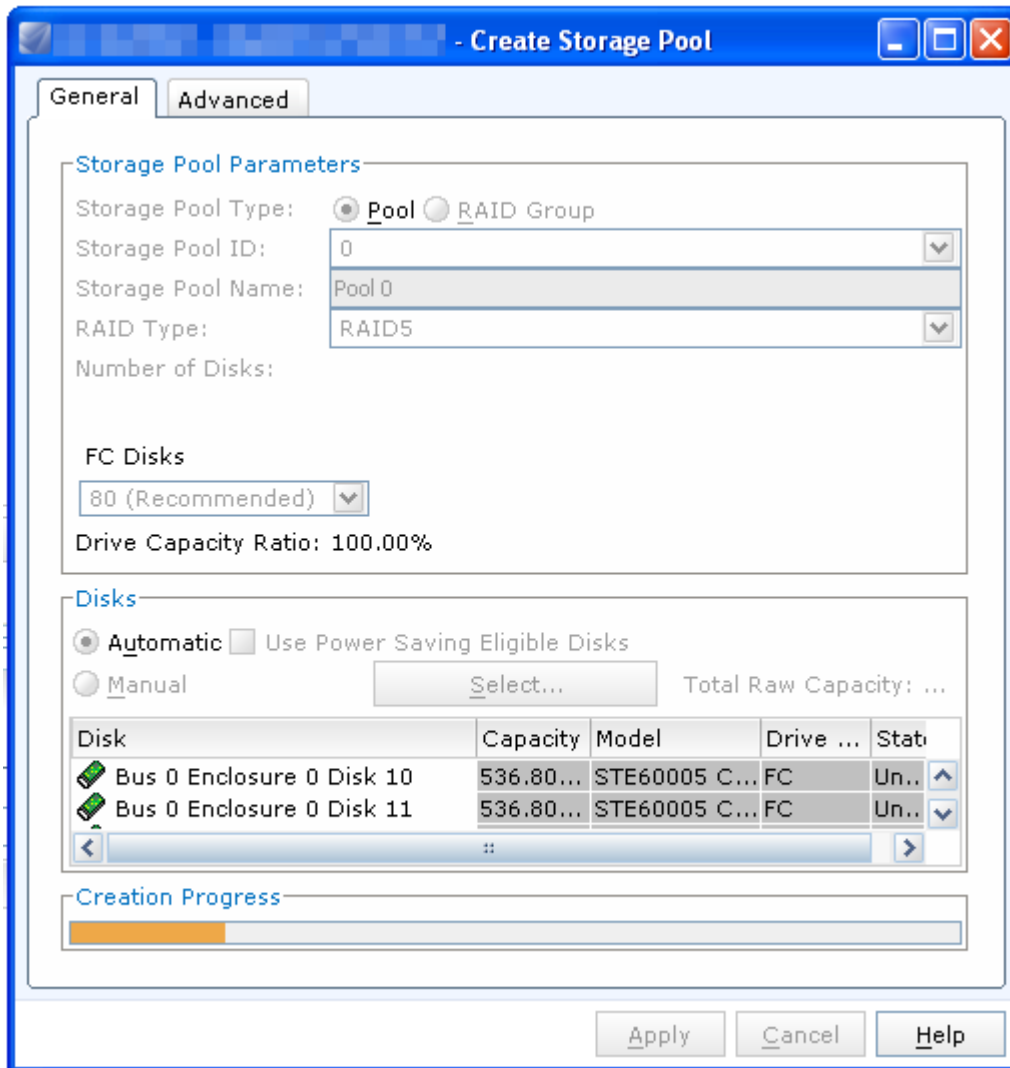 - Create Storage Pool
General Advanced
Storage Pool Parameters
Storage Pool Type: Pool RAID Group
Storage Pool ID: 0
Storage Pool Name: Pool 0
RAID Type: RAID5
Number of Disks:
FC Disks
80 (Recommended)
Drive Capacity Ratio: 100.00%
Disks
Automatic Use Power Saving Eligible Disks
Manual Select... Total Raw Capacity: ...
Disk Capacity Model Drive ... State
Bus 0 Enclosure 0 Disk 10 536.80... STE60005 C... FC Un..
Bus 0 Enclosure 0 Disk 11 536.80... STE60005 C... FC Un..
Creation Progress
Apply Cancel Help